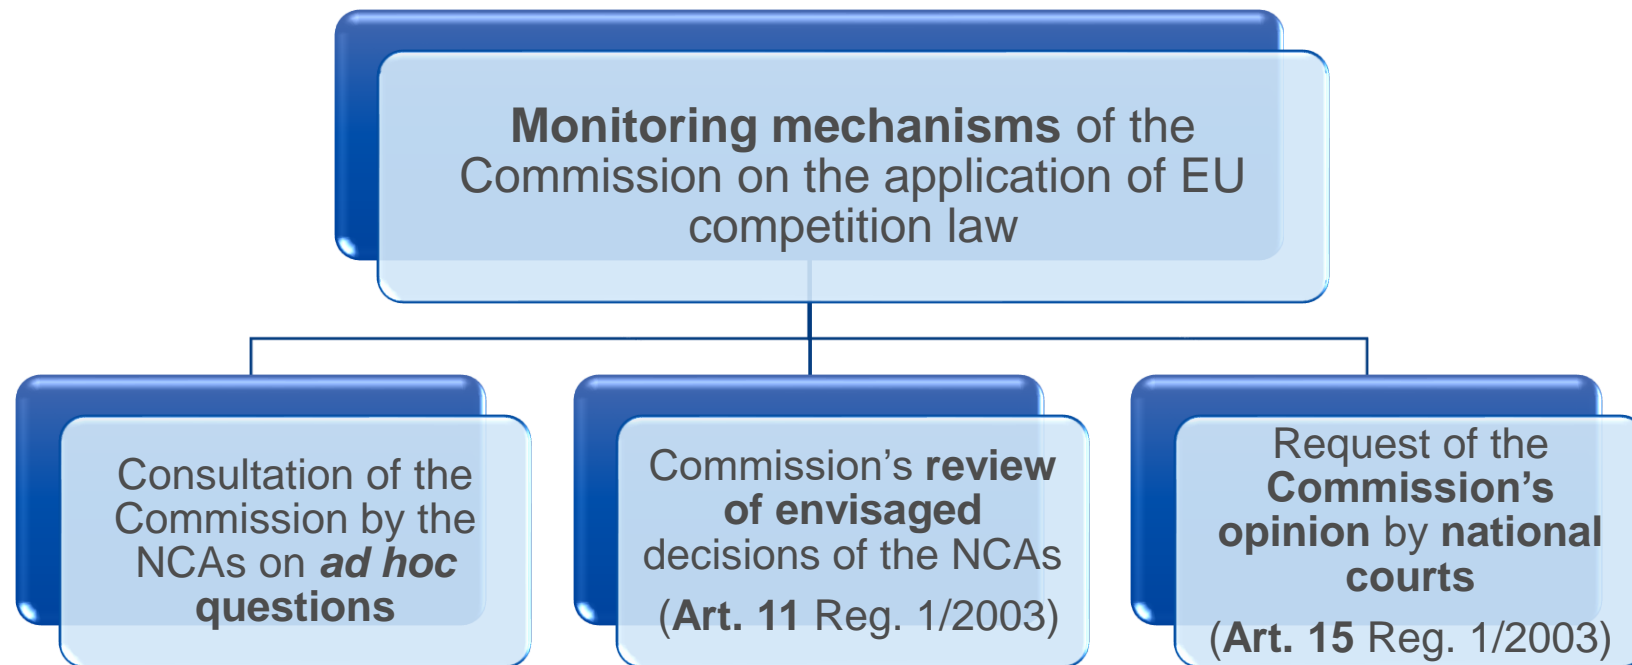 Monitoring mechanisms of the
Commission on the application of EU
competition law
Consultation of the
Commission by the
NCAs on ad hoc
questions
Commission’s review
of envisaged
decisions of the NCAs
(Art. 11 Reg. 1/2003)
Request of the
Commission’s
opinion by national
courts
(Art. 15 Reg. 1/2003)